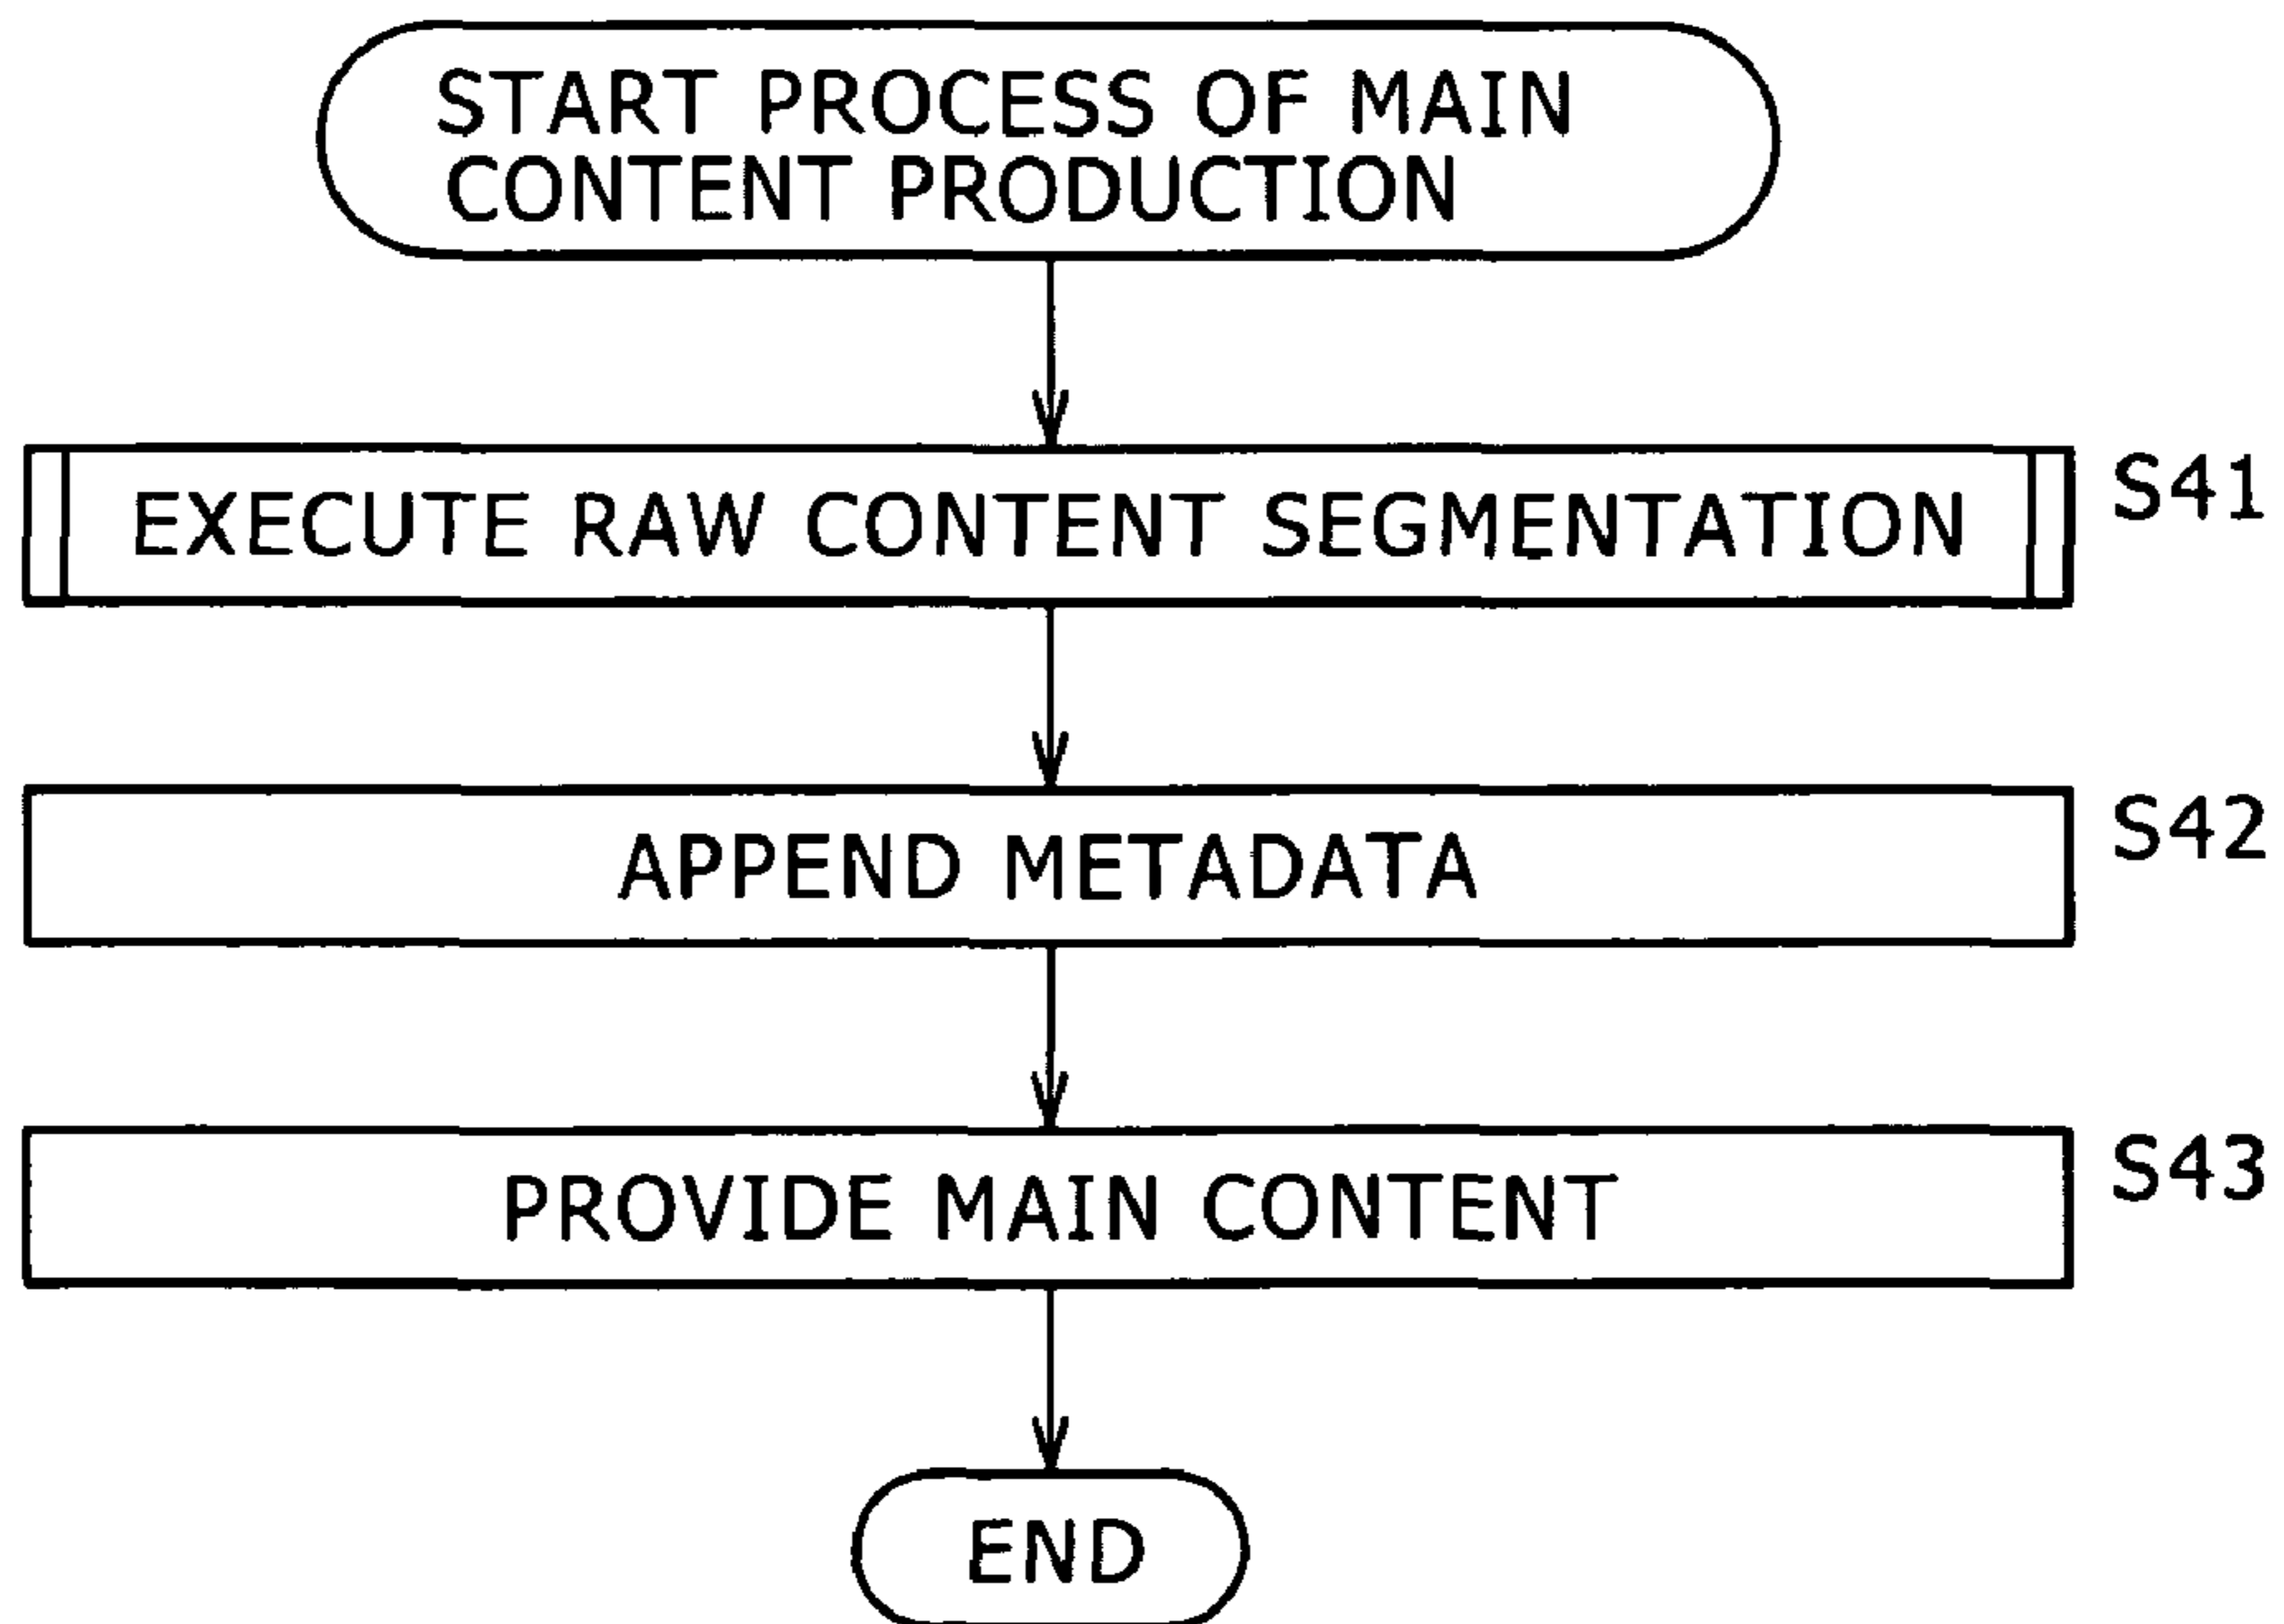 START PROCESS OF MAIN
CONTENT PRODUCTION
EXECUTE RAW CONTENT SEGMENTATION
S41
APPEND METADATA
S42
PROVIDE MAIN CONTENT
S43
END